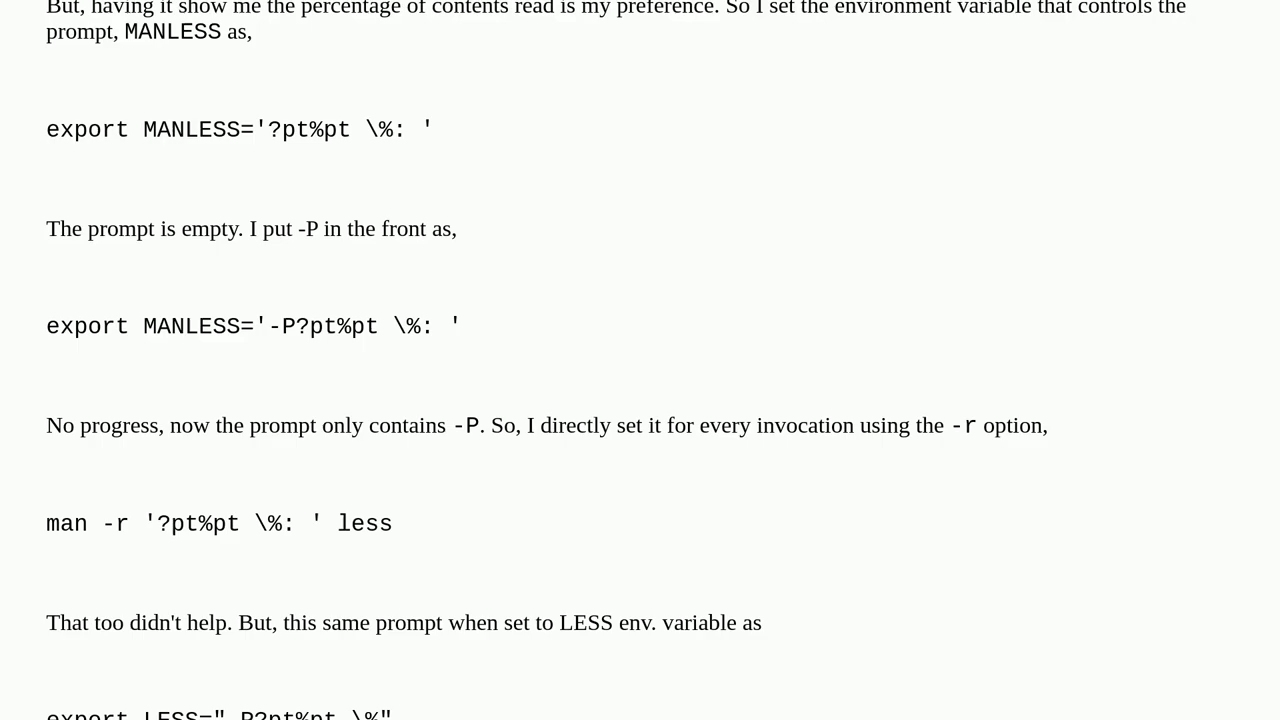 But, having it show me the percentage of contents read is my preference. So I set the environment variable that controls the
prompt, MANLESS as,
export MANLESS='?pt%pt \%: '
The prompt is empty. I put -P in the front as,
export MANLESS='-P?pt%pt \%: '
No progress, now the prompt only contains -P. So, I directly set it for every invocation using the -r option,
man -r '?pt%pt \%: ' less
That too didn't help. But, this same prompt when set to LESS env. variable as
export LESS="-P?pt%pt \%"